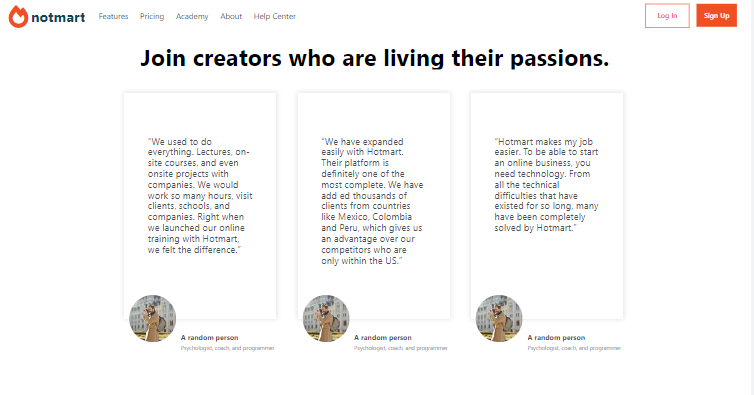 notmart Features Pricing Academy About Help Center Log In Sign Up
Join creators who are living their passions.
"We used to do
everything. Lectures, on-
site courses, and even
onsite projects with
companies. We would
work so many hours, visit
clients, schools, and
companies. Right when
we launched our online
training with Hotmart,
we felt the difference."
"We have expanded
easily with Hotmart.
Their platform is
definitely one of the
most complete. We have
add ed thousands of
clients from countries
like Mexico, Colombia
and Peru, which gives us
an advantage over our
competitors who are
only within the US."
"Hotmart makes my job
easier. To be able to start
an online business, you
need technology. From
all the technical
difficulties that have
existed for so long, many
have been completely
solved by Hotmart."
A random person
Psychologist, coach, and programmer
A random person
Psychologist, coach, and programmer
A random person
Psychologist, coach, and programmer